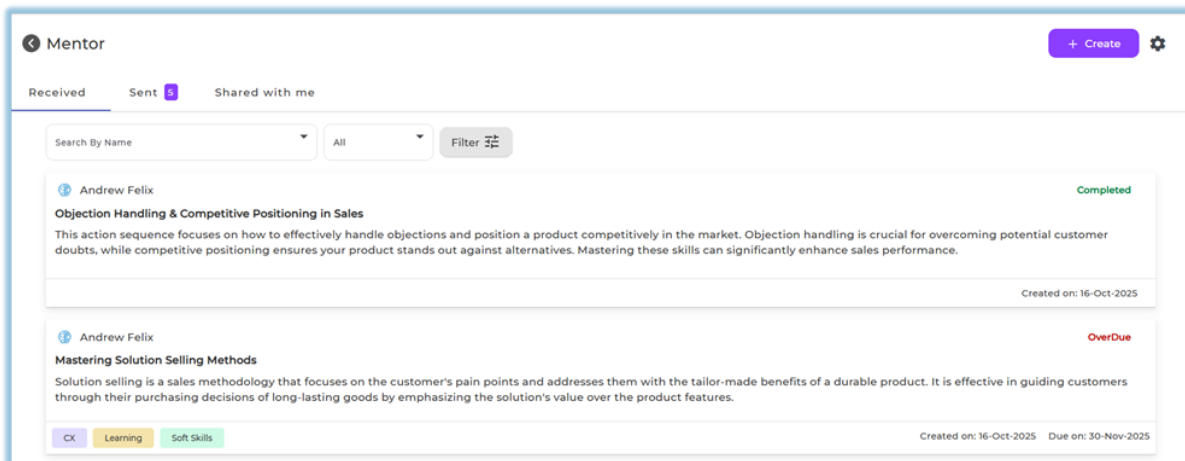 Mentor
+ Create
Received
Sent 5
Shared with me
Search By Name
All
Filter
Andrew Felix
Completed
Objection Handling & Competitive Positioning in Sales
This action sequence focuses on how to effectively handle objections and position a product competitively in the market. Objection handling is crucial for overcoming potential customer
doubts, while competitive positioning ensures your product stands out against alternatives. Mastering these skills can significantly enhance sales performance.
Created on: 16-Oct-2025
Andrew Felix
OverDue
Mastering Solution Selling Methods
Solution selling is a sales methodology that focuses on the customer's pain points and addresses them with the tailor-made benefits of a durable product. It is effective in guiding customers
through their purchasing decisions of long-lasting goods by emphasizing the solution's value over the product features.
CX
Learning
Soft Skills
Created on: 16-Oct-2025 Due on: 30-Nov-2025